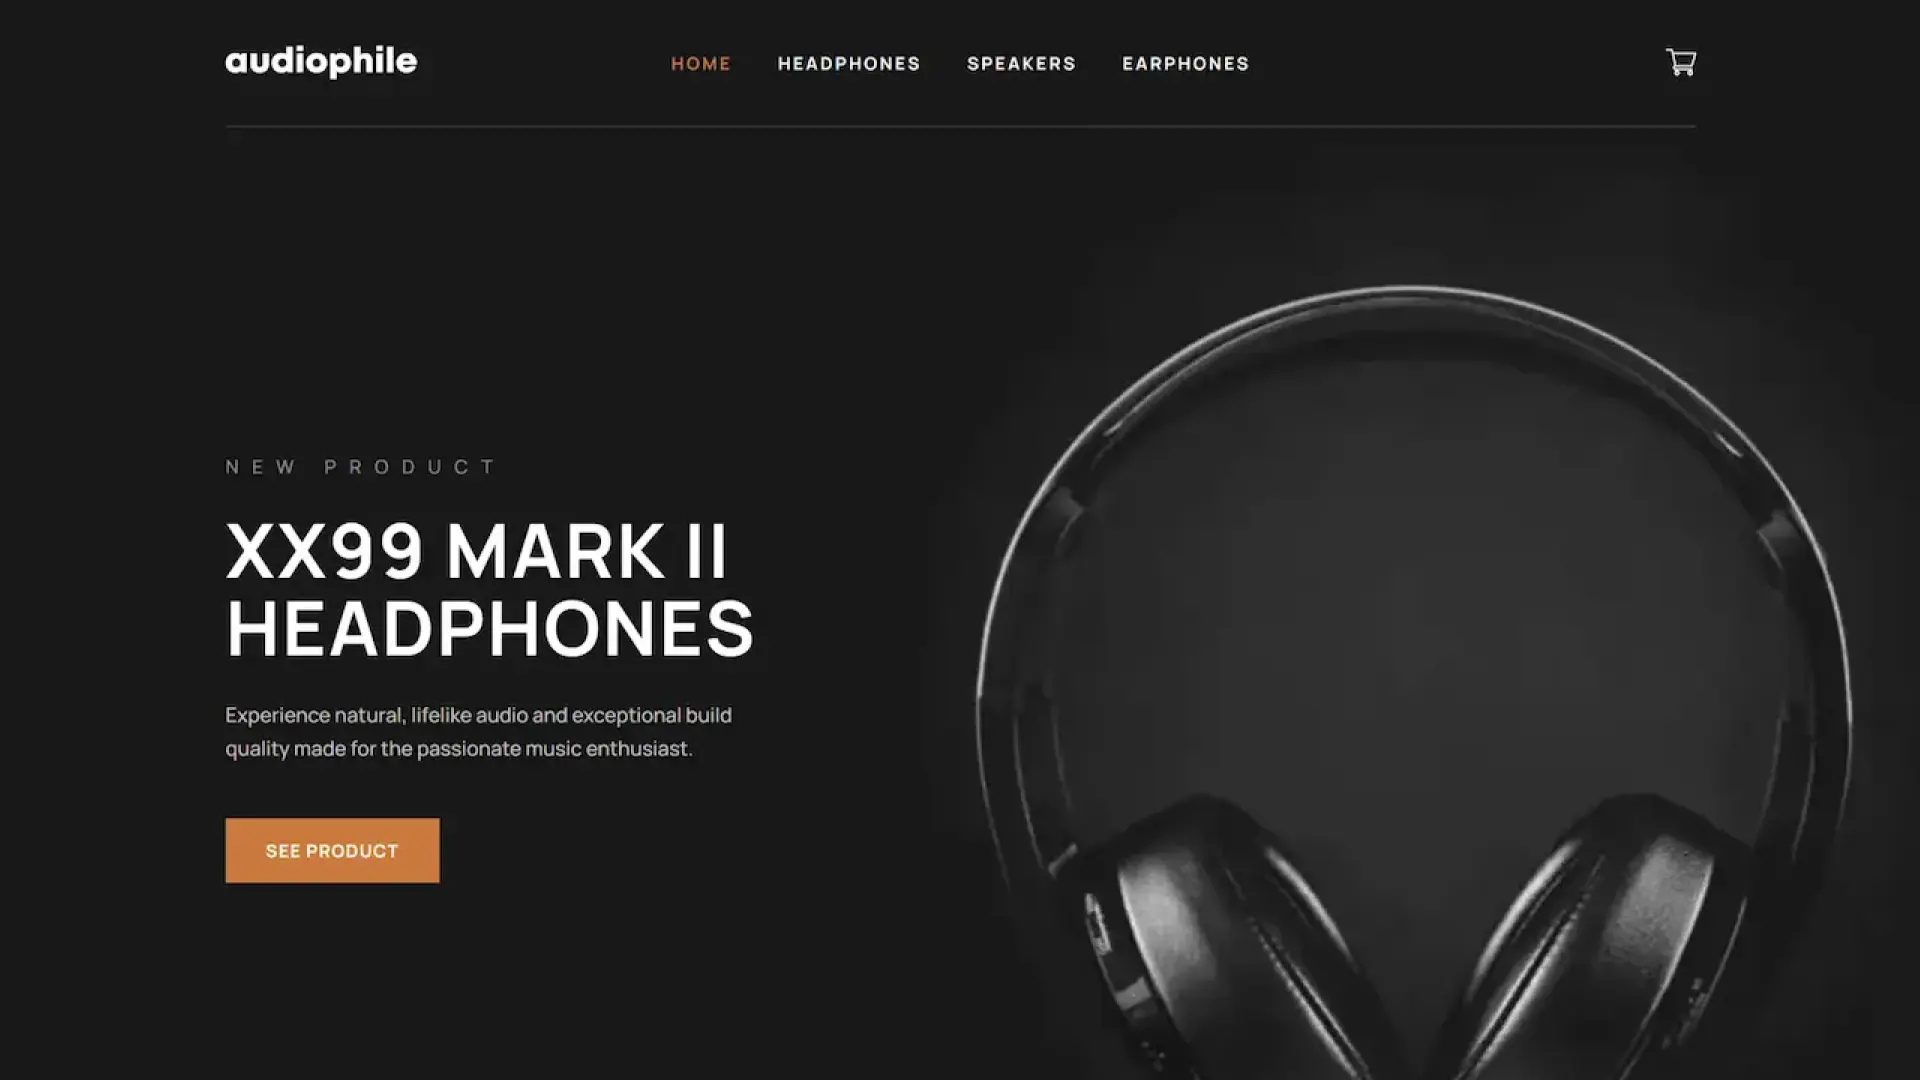 audiophile
HOME HEADPHONES SPEAKERS EARPHONES
NEW PRODUCT
XX99 MARK II
HEADPHONES
Experience natural, lifelike audio and exceptional build
quality made for the passionate music enthusiast.
SEE PRODUCT